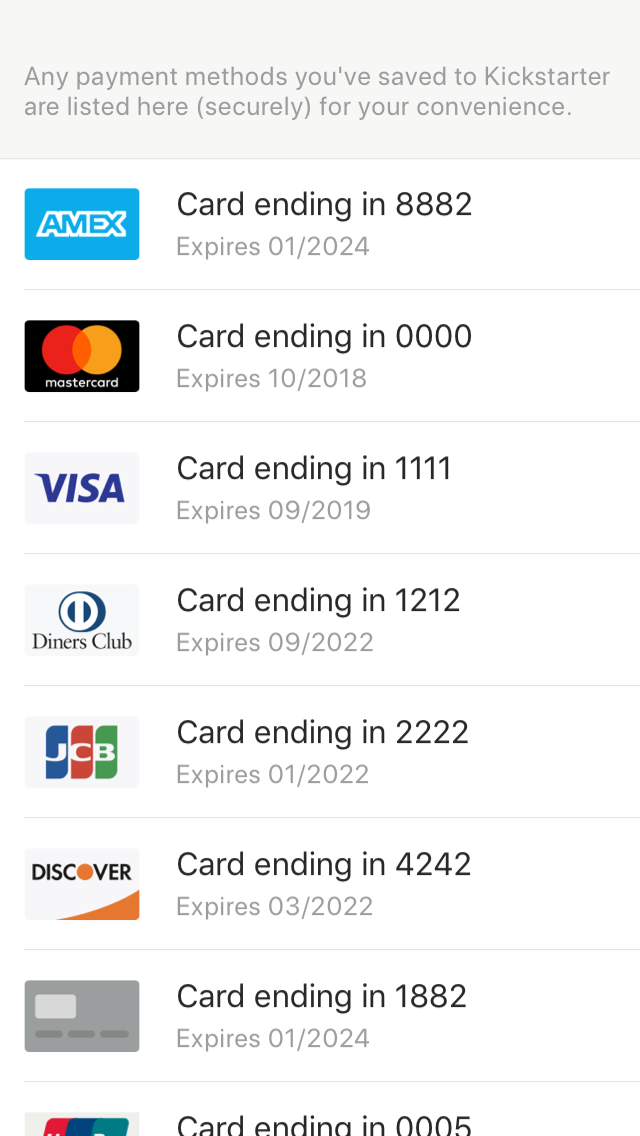 Any payment methods you've saved to Kickstarter
are listed here (securely) for your convenience.
AMEX
Card ending in 8882
Expires 01/2024
mastercard
Card ending in 0000
Expires 10/2018
VISA
Card ending in 1111
Expires 09/2019
Diners Club
Card ending in 1212
Expires 09/2022
JCB
Card ending in 2222
Expires 01/2022
DISCOVER
Card ending in 4242
Expires 03/2022
Card ending in 1882
Expires 01/2024
Card ending in 0005